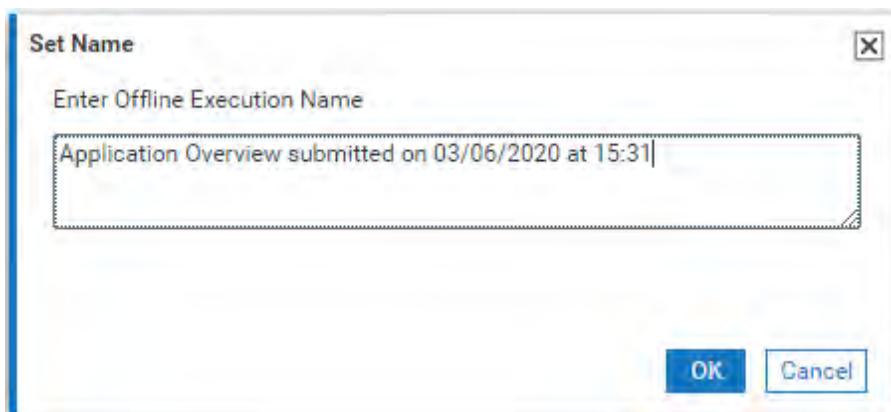 Set Name
Enter Offline Execution Name
Application Overview submitted on 03/06/2020 at 15:31
OK Cancel